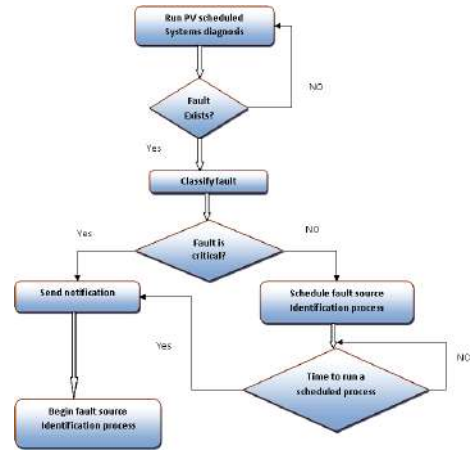 Run PV scheduled
Systems diagnosis
NO
Fault
Exists?
Yes
Classify fault
Yes
Fault is
critical?
NO
Send notification
Schedule fault source
Identification process
Yes
NO
Time to run a
scheduled process
Begin fault source
Identification process